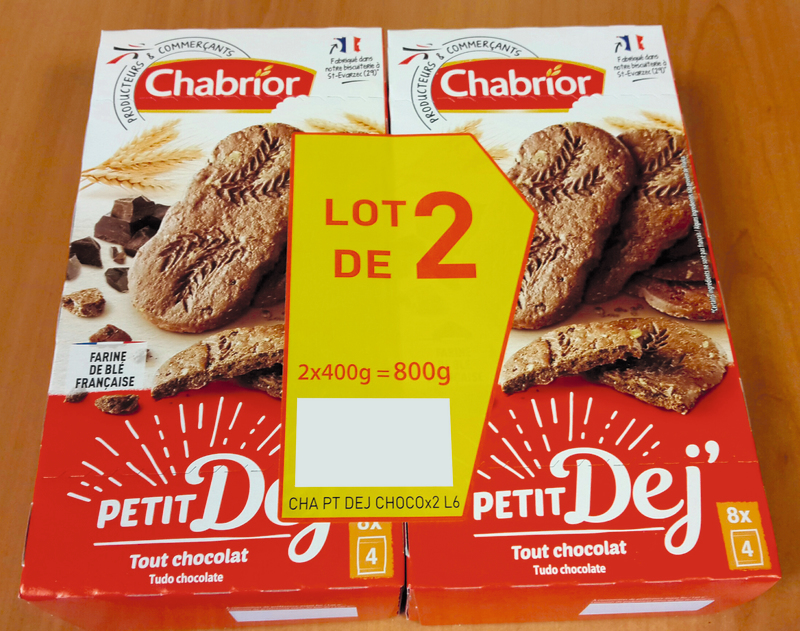 PRODUCTEURS & COMMERÇANTS
Chabrior
Fabriqué dans
notre biscuiterie à
St-Evarzec (29)*
FARINE
DE BLÉ
FRANÇAISE
PETIT Dej
Tout chocolat
Tudo chocolate
8x
4
LOT
DE 2
2x400g = 800g
CHA PT DEJ CHOCOx2 L6
PRODUCTEURS & COMMERÇANTS
Chabrior
Fabriqué dans
notre biscuiterie à
St-Evarzec (29)*
PETIT Dej'
Tout chocolat
Tudo chocolate
8x
4